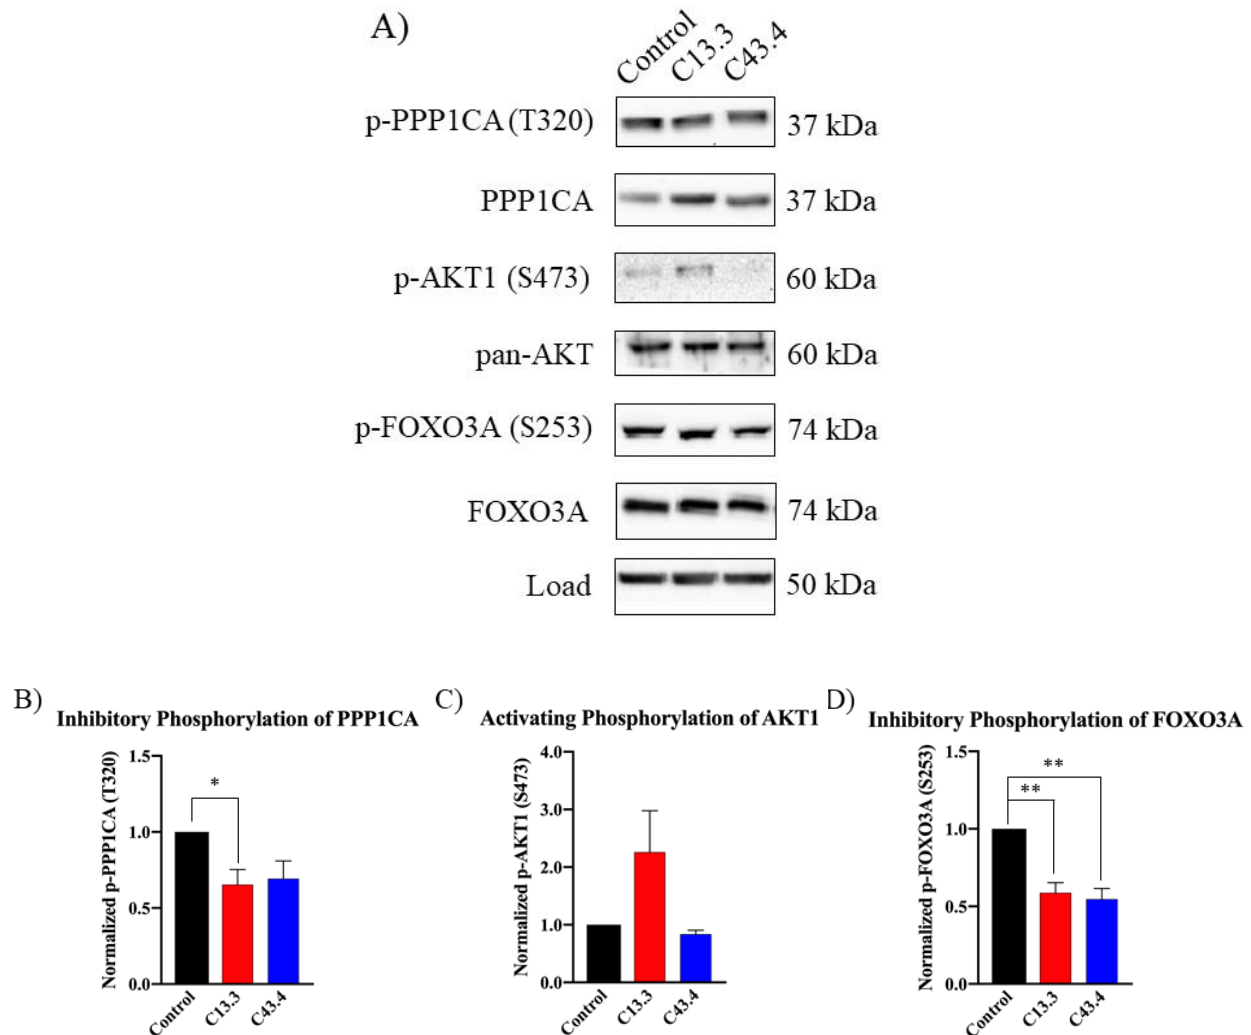 A)
Control C13.3 C43.4
p-PPP1CA (T320) 37 kDa
PPP1CA 37 kDa
p-AKT1 (S473) 60 kDa
pan-AKT 60 kDa
p-FOXO3A (S253) 74 kDa
FOXO3A 74 kDa
Load 50 kDa
B)
Inhibitory Phosphorylation of PPP1CA
Normalized p-PPP1CA (T320)
1.5
1.0
0.5
0.0
*
Control C13.3 C43.4
C)
Activating Phosphorylation of AKT1
Normalized p-AKT1 (S473)
4.0
3.0
2.0
1.0
0.0
Control C13.3 C43.4
D)
Inhibitory Phosphorylation of FOXO3A
Normalized p-FOXO3A (S253)
1.5
1.0
0.5
0.0
**
**
Control C13.3 C43.4